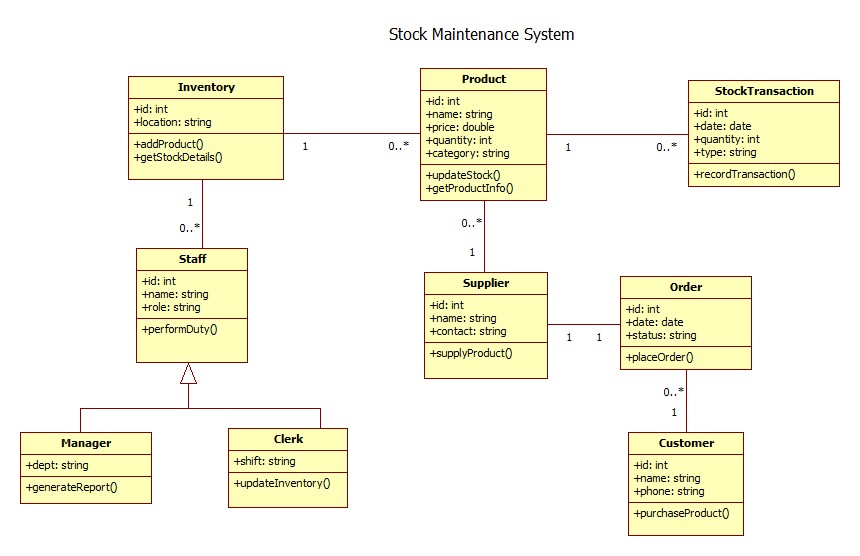 Stock Maintenance System
Inventory
+id: int
+location: string
+addProduct()
+getStockDetails()
1
0..*
Product
+id: int
+name: string
+price: double
+quantity: int
+category: string
+updateStock()
+getProductInfo()
1
0..*
StockTransaction
+id: int
+date: date
+quantity: int
+type: string
+recordTransaction()
1
0..*
Staff
+id: int
+name: string
+role: string
+performDuty()
0..*
1
Supplier
+id: int
+name: string
+contact: string
+supplyProduct()
1
1
Order
+id: int
+date: date
+status: string
+placeOrder()
0..*
1
Manager
+dept: string
+generateReport()
Clerk
+shift: string
+updateInventory()
Customer
+id: int
+name: string
+phone: string
+purchaseProduct()